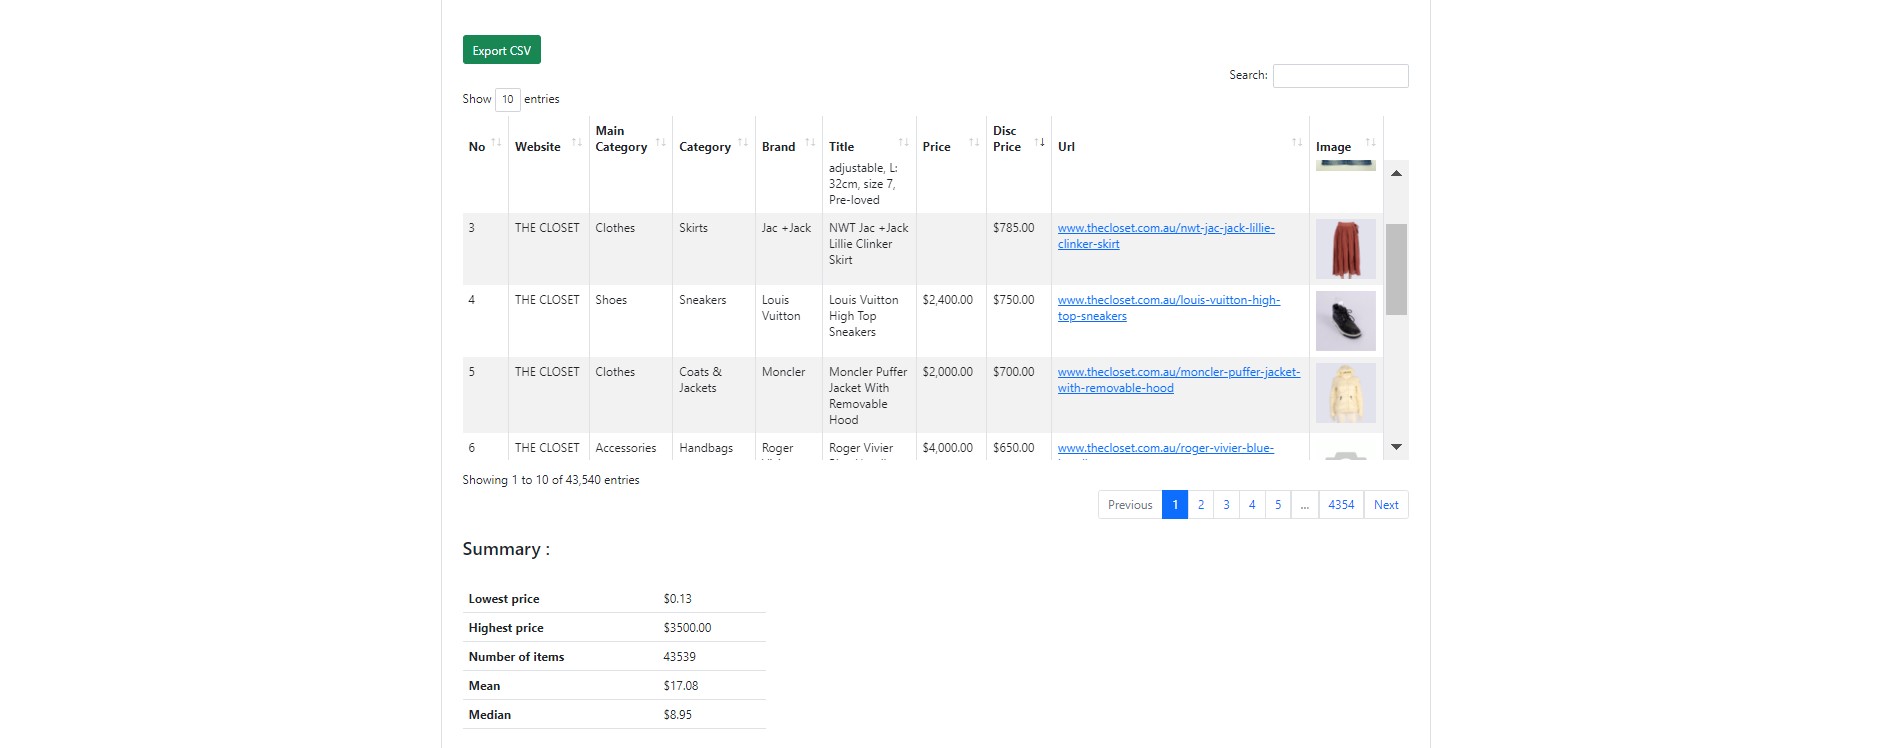 Export CSV
Search:
Show 10 entries
No Website Main Category Category Brand Title Price Disc Price Url Image
adjustable, L:
32cm, size 7,
Pre-loved
3 THE CLOSET Clothes Skirts Jac +Jack NWT Jac +Jack $785.00 www.thecloset.com.au/nwt-jac-jack-lillie-
Lillie Clinker clinker-skirt
Skirt
4 THE CLOSET Shoes Sneakers Louis Louis Vuitton $2,400.00 $750.00 www.thecloset.com.au/louis-vuitton-high-
Vuitton High Top top-sneakers
Sneakers
5 THE CLOSET Clothes Coats & Moncler Moncler Puffer $2,000.00 $700.00 www.thecloset.com.au/moncler-puffer-jacket-
Jackets Jacket With with-removable-hood
Removable
Hood
6 THE CLOSET Accessories Handbags Roger Roger Vivier $4,000.00 $650.00 www.thecloset.com.au/roger-vivier-blue-
Showing 1 to 10 of 43,540 entries
Previous 1 2 3 4 5 ... 4354 Next
Summary :
Lowest price $0.13
Highest price $3500.00
Number of items 43539
Mean $17.08
Median $8.95